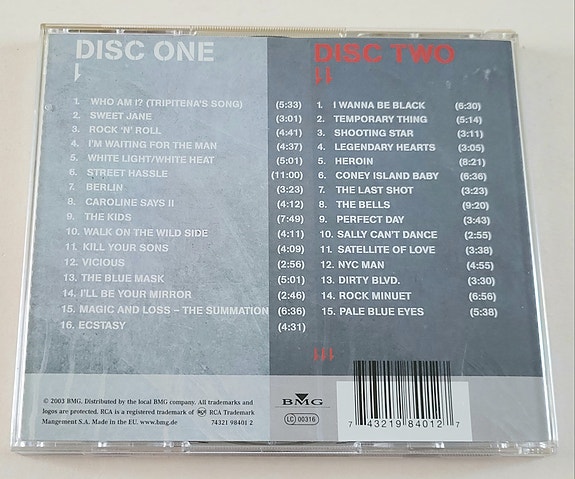 DISC ONE
1
1. WHO AM I? (TRIPITENA'S SONG) (5:33)
2. SWEET JANE (3:01)
3. ROCK 'N' ROLL (4:41)
4. I'M WAITING FOR THE MAN (4:37)
5. WHITE LIGHT/WHITE HEAT (5:01)
6. STREET HASSLE (11:00)
7. BERLIN (3:23)
8. CAROLINE SAYS II (4:12)
9. THE KIDS (7:49)
10. WALK ON THE WILD SIDE (4:11)
11. KILL YOUR SONS (4:09)
12. VICIOUS (2:56)
13. THE BLUE MASK (5:01)
14. I'LL BE YOUR MIRROR (2:46)
15. MAGIC AND LOSS – THE SUMMATION (6:36)
16. ECSTASY (4:31)
DISC TWO
11
1. I WANNA BE BLACK (6:30)
2. TEMPORARY THING (5:14)
3. SHOOTING STAR (3:11)
4. LEGENDARY HEARTS (3:05)
5. HEROIN (8:21)
6. CONEY ISLAND BABY (6:36)
7. THE LAST SHOT (3:23)
8. THE BELLS (9:20)
9. PERFECT DAY (3:43)
10. SALLY CAN'T DANCE (2:55)
11. SATELLITE OF LOVE (3:38)
12. NYC MAN (4:55)
13. DIRTY BLVD. (3:30)
14. ROCK MINUET (6:56)
15. PALE BLUE EYES (5:38)
111
© 2003 BMG. Distributed by the local BMG company. All trademarks and
logos are protected. RCA is a registered trademark of RCA Trademark
Mangement S.A. Made in the EU. www.bmg.de 74321 98401 2
BMG
LC 00316
7 43219 84012 7